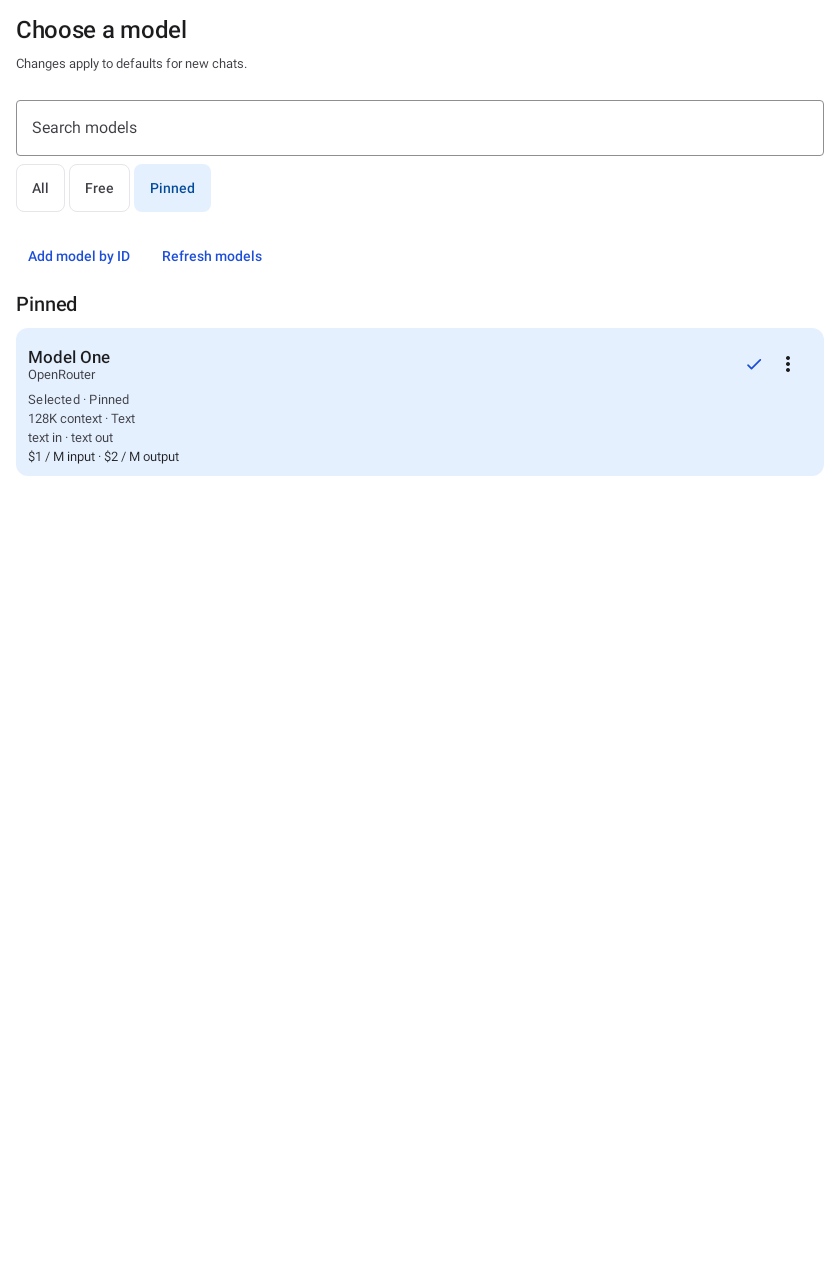 Choose a model
Changes apply to defaults for new chats.
Search models
All Free Pinned
Add model by ID Refresh models
Pinned
Model One
OpenRouter
Selected · Pinned
128K context · Text
text in · text out
$1 / M input · $2 / M output